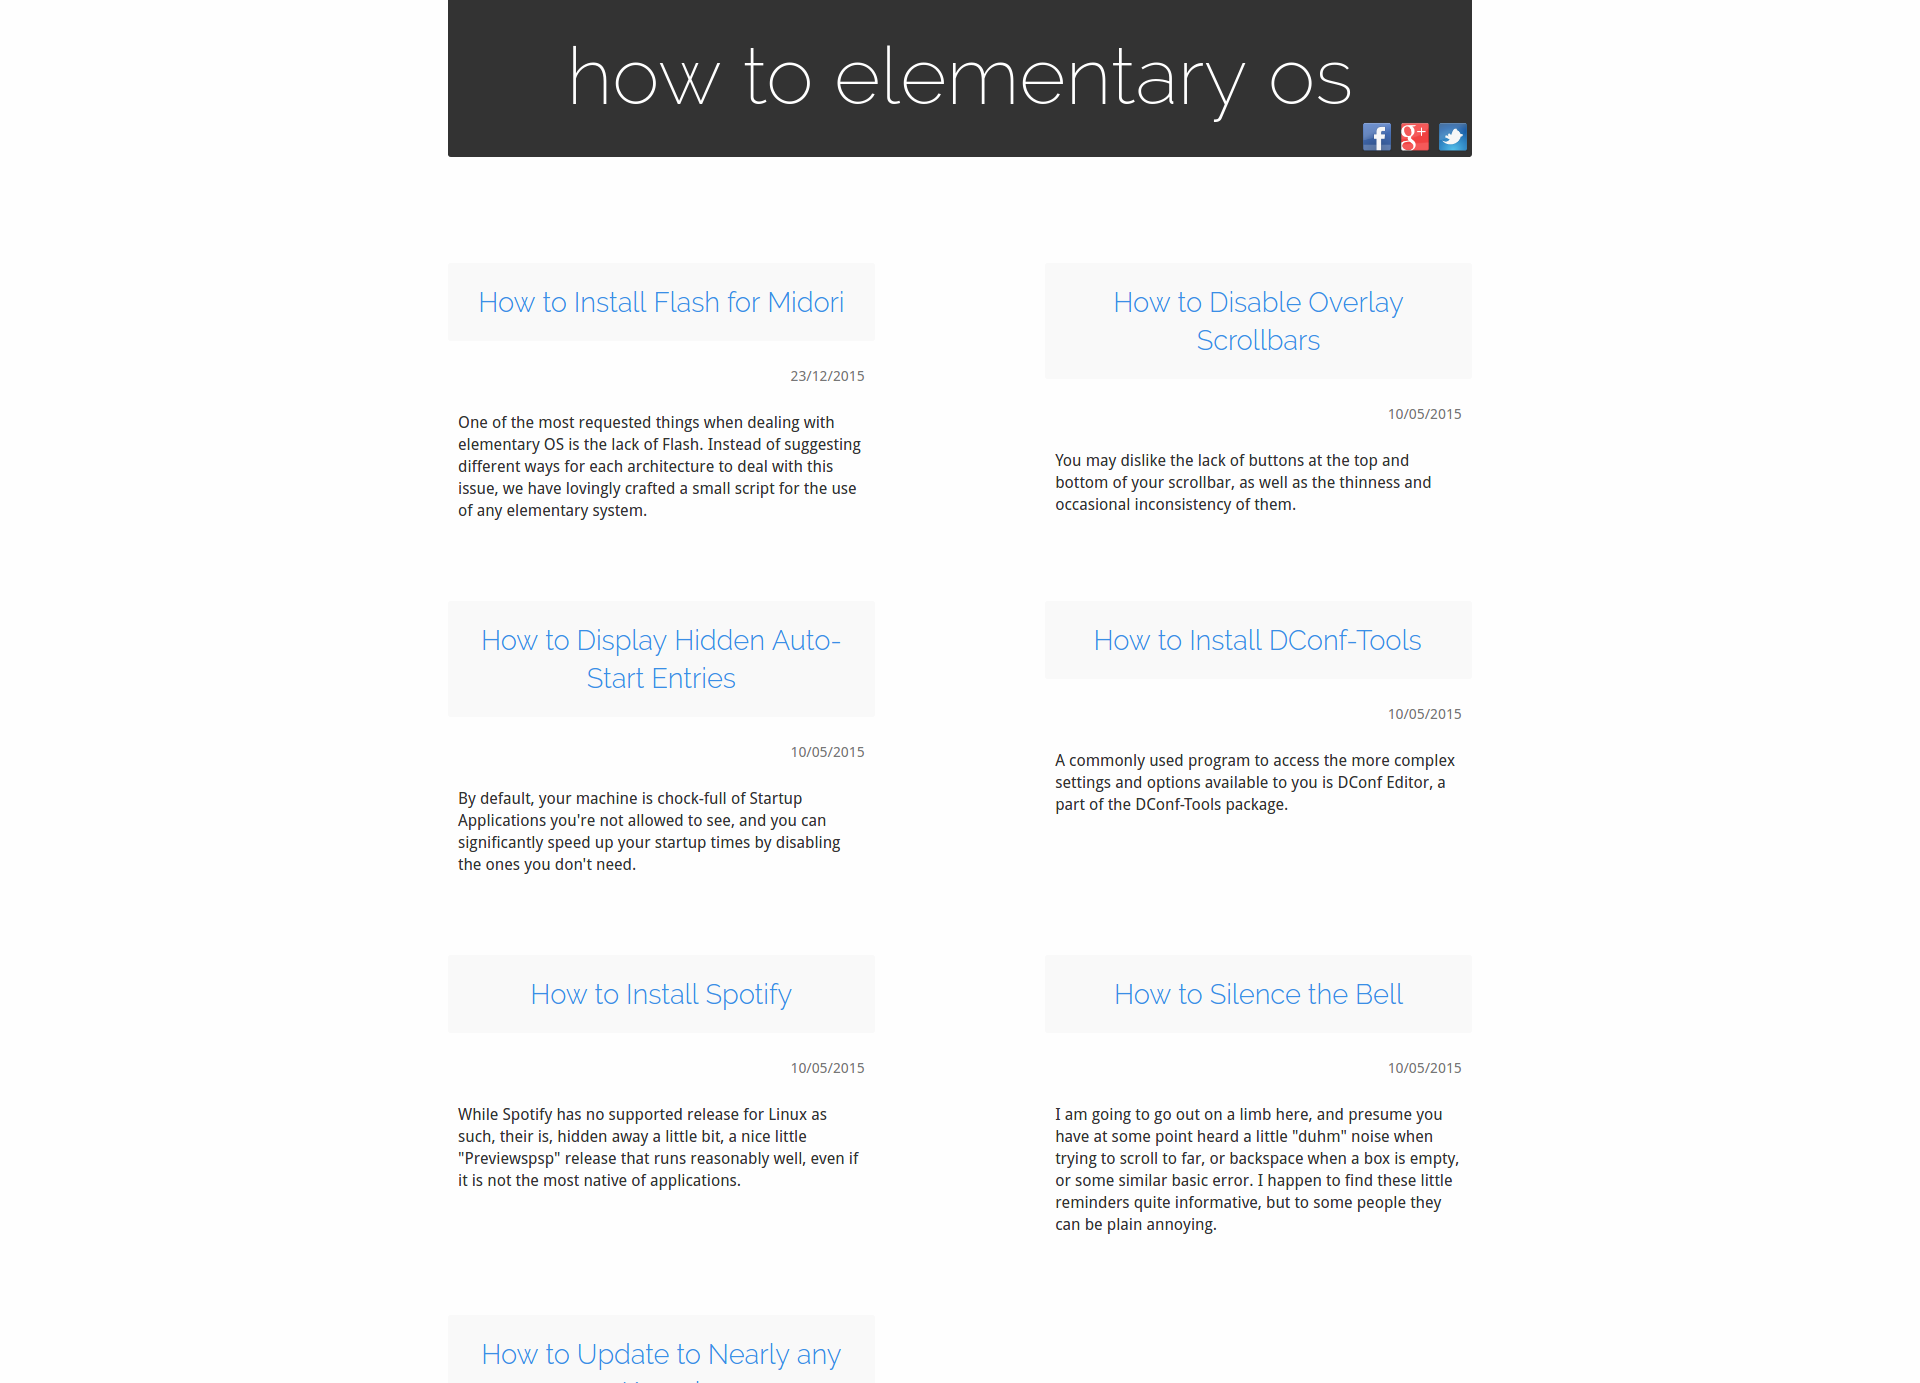 how to elementary os
How to Install Flash for Midori
23/12/2015
One of the most requested things when dealing with
elementary OS is the lack of Flash. Instead of suggesting
different ways for each architecture to deal with this
issue, we have lovingly crafted a small script for the use
of any elementary system.
How to Disable Overlay
Scrollbars
10/05/2015
You may dislike the lack of buttons at the top and
bottom of your scrollbar, as well as the thinness and
occasional inconsistency of them.
How to Display Hidden Auto-
Start Entries
10/05/2015
By default, your machine is chock-full of Startup
Applications you're not allowed to see, and you can
significantly speed up your startup times by disabling
the ones you don't need.
How to Install DConf-Tools
10/05/2015
A commonly used program to access the more complex
settings and options available to you is DConf Editor, a
part of the DConf-Tools package.
How to Install Spotify
10/05/2015
While Spotify has no supported release for Linux as
such, their is, hidden away a little bit, a nice little
"Previewspsp" release that runs reasonably well, even if
it is not the most native of applications.
How to Silence the Bell
10/05/2015
I am going to go out on a limb here, and presume you
have at some point heard a little "duhm" noise when
trying to scroll to far, or backspace when a box is empty,
or some similar basic error. I happen to find these little
reminders quite informative, but to some people they
can be plain annoying.
How to Update to Nearly any